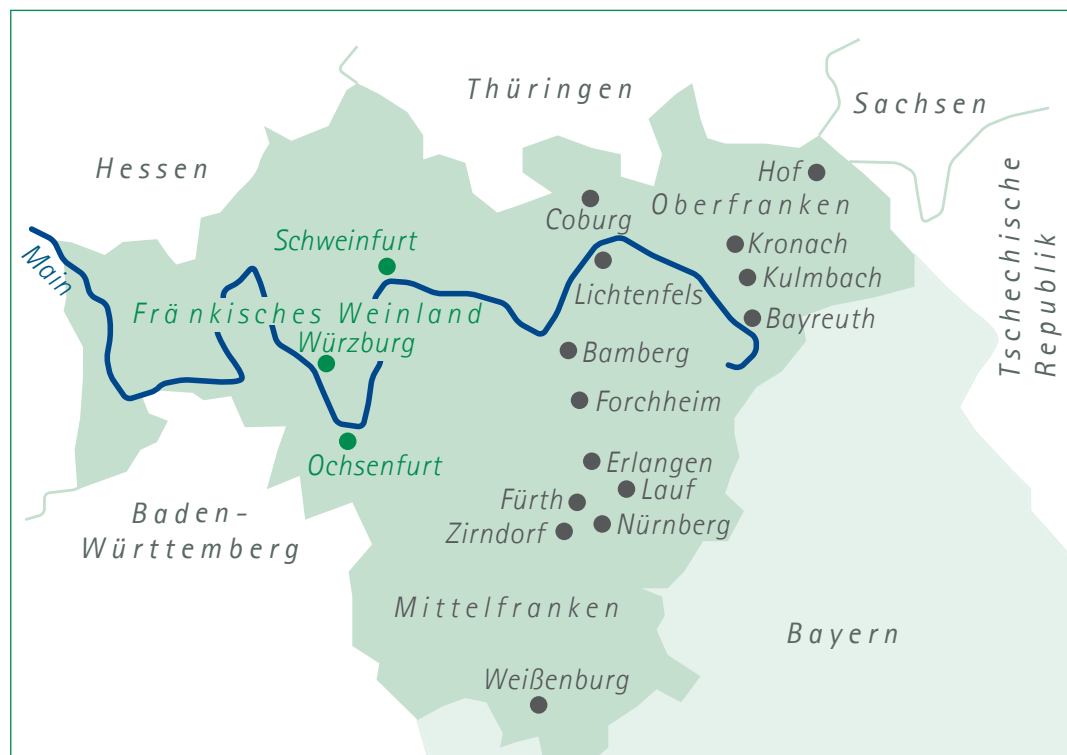 Thüringen
Sachsen
Hessen
Hof
Tschechische
Republik
Oberfranken
Coburg
Schweinfurt
Kronach
Main
Kulmbach
Lichtenfels
Fränkisches Weinland
Bayreuth
Würzburg
Bamberg
Forchheim
Ochsenfurt
Erlangen
Lauf
Fürth
Baden-
Württemberg
Nürnberg
Zirndorf
Mittelfranken
Bayern
Weißenburg